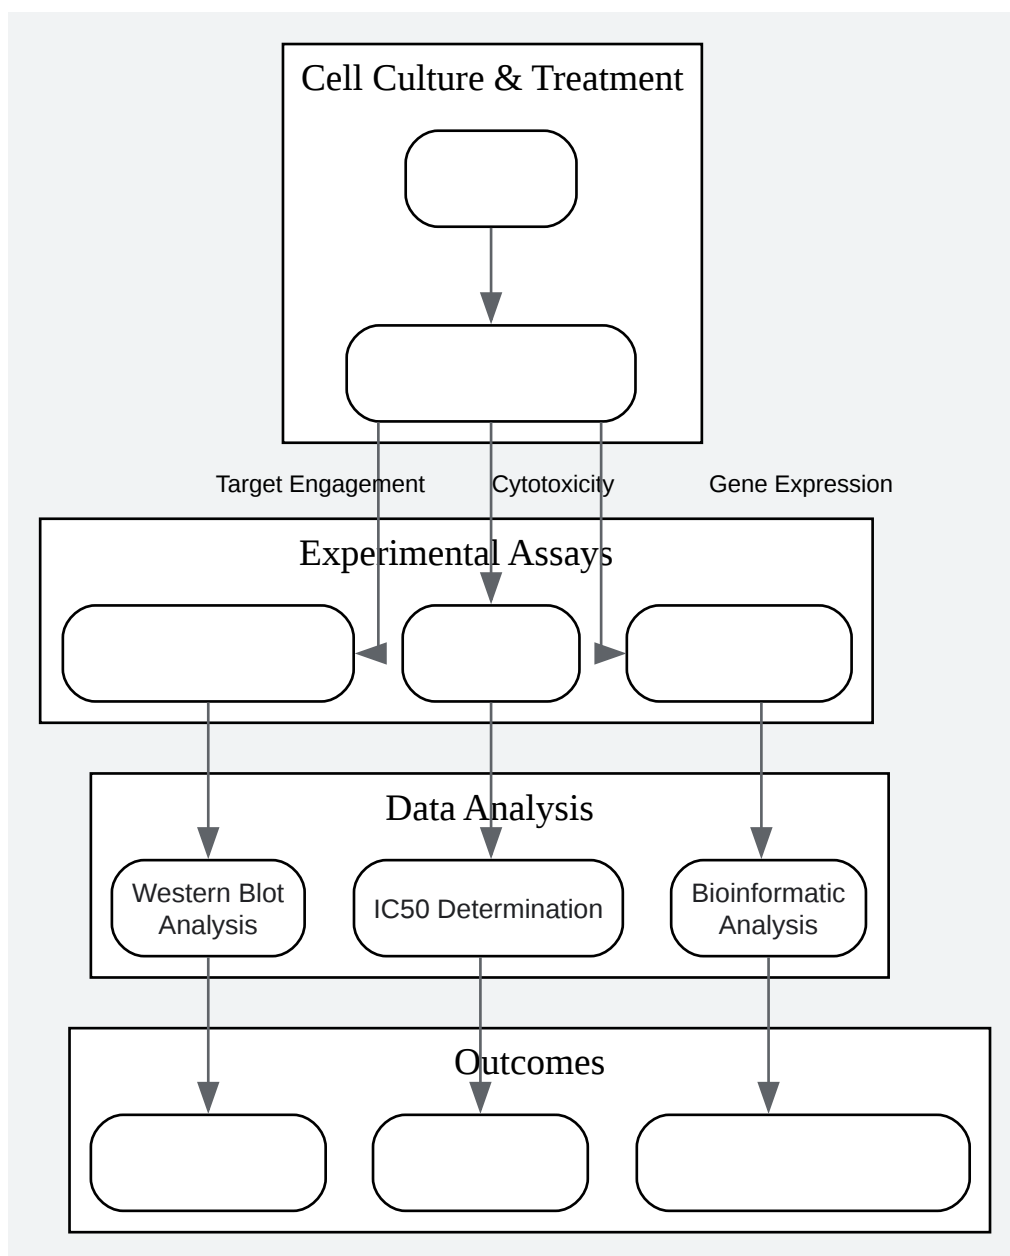 Cell Culture & Treatment
Target Engagement
Cytotoxicity
Gene Expression
Experimental Assays
Data Analysis
Western Blot
Analysis
IC50 Determination
Bioinformatic
Analysis
Outcomes